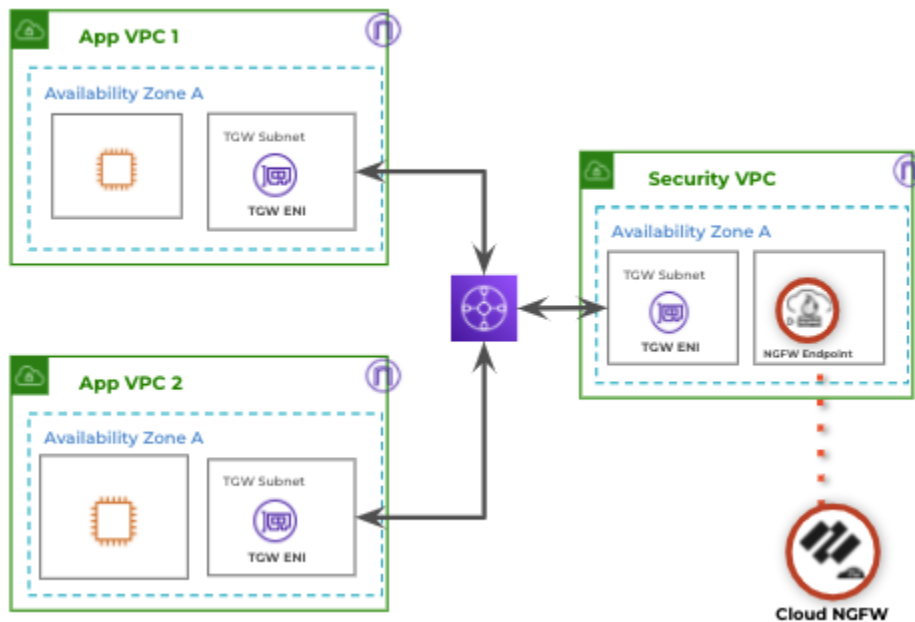 App VPC 1
Availability Zone A
TGW Subnet
TGW ENI
App VPC 2
Availability Zone A
TGW Subnet
TGW ENI
Security VPC
Availability Zone A
TGW Subnet
TGW ENI
NGFW Endpoint
Cloud NGFW